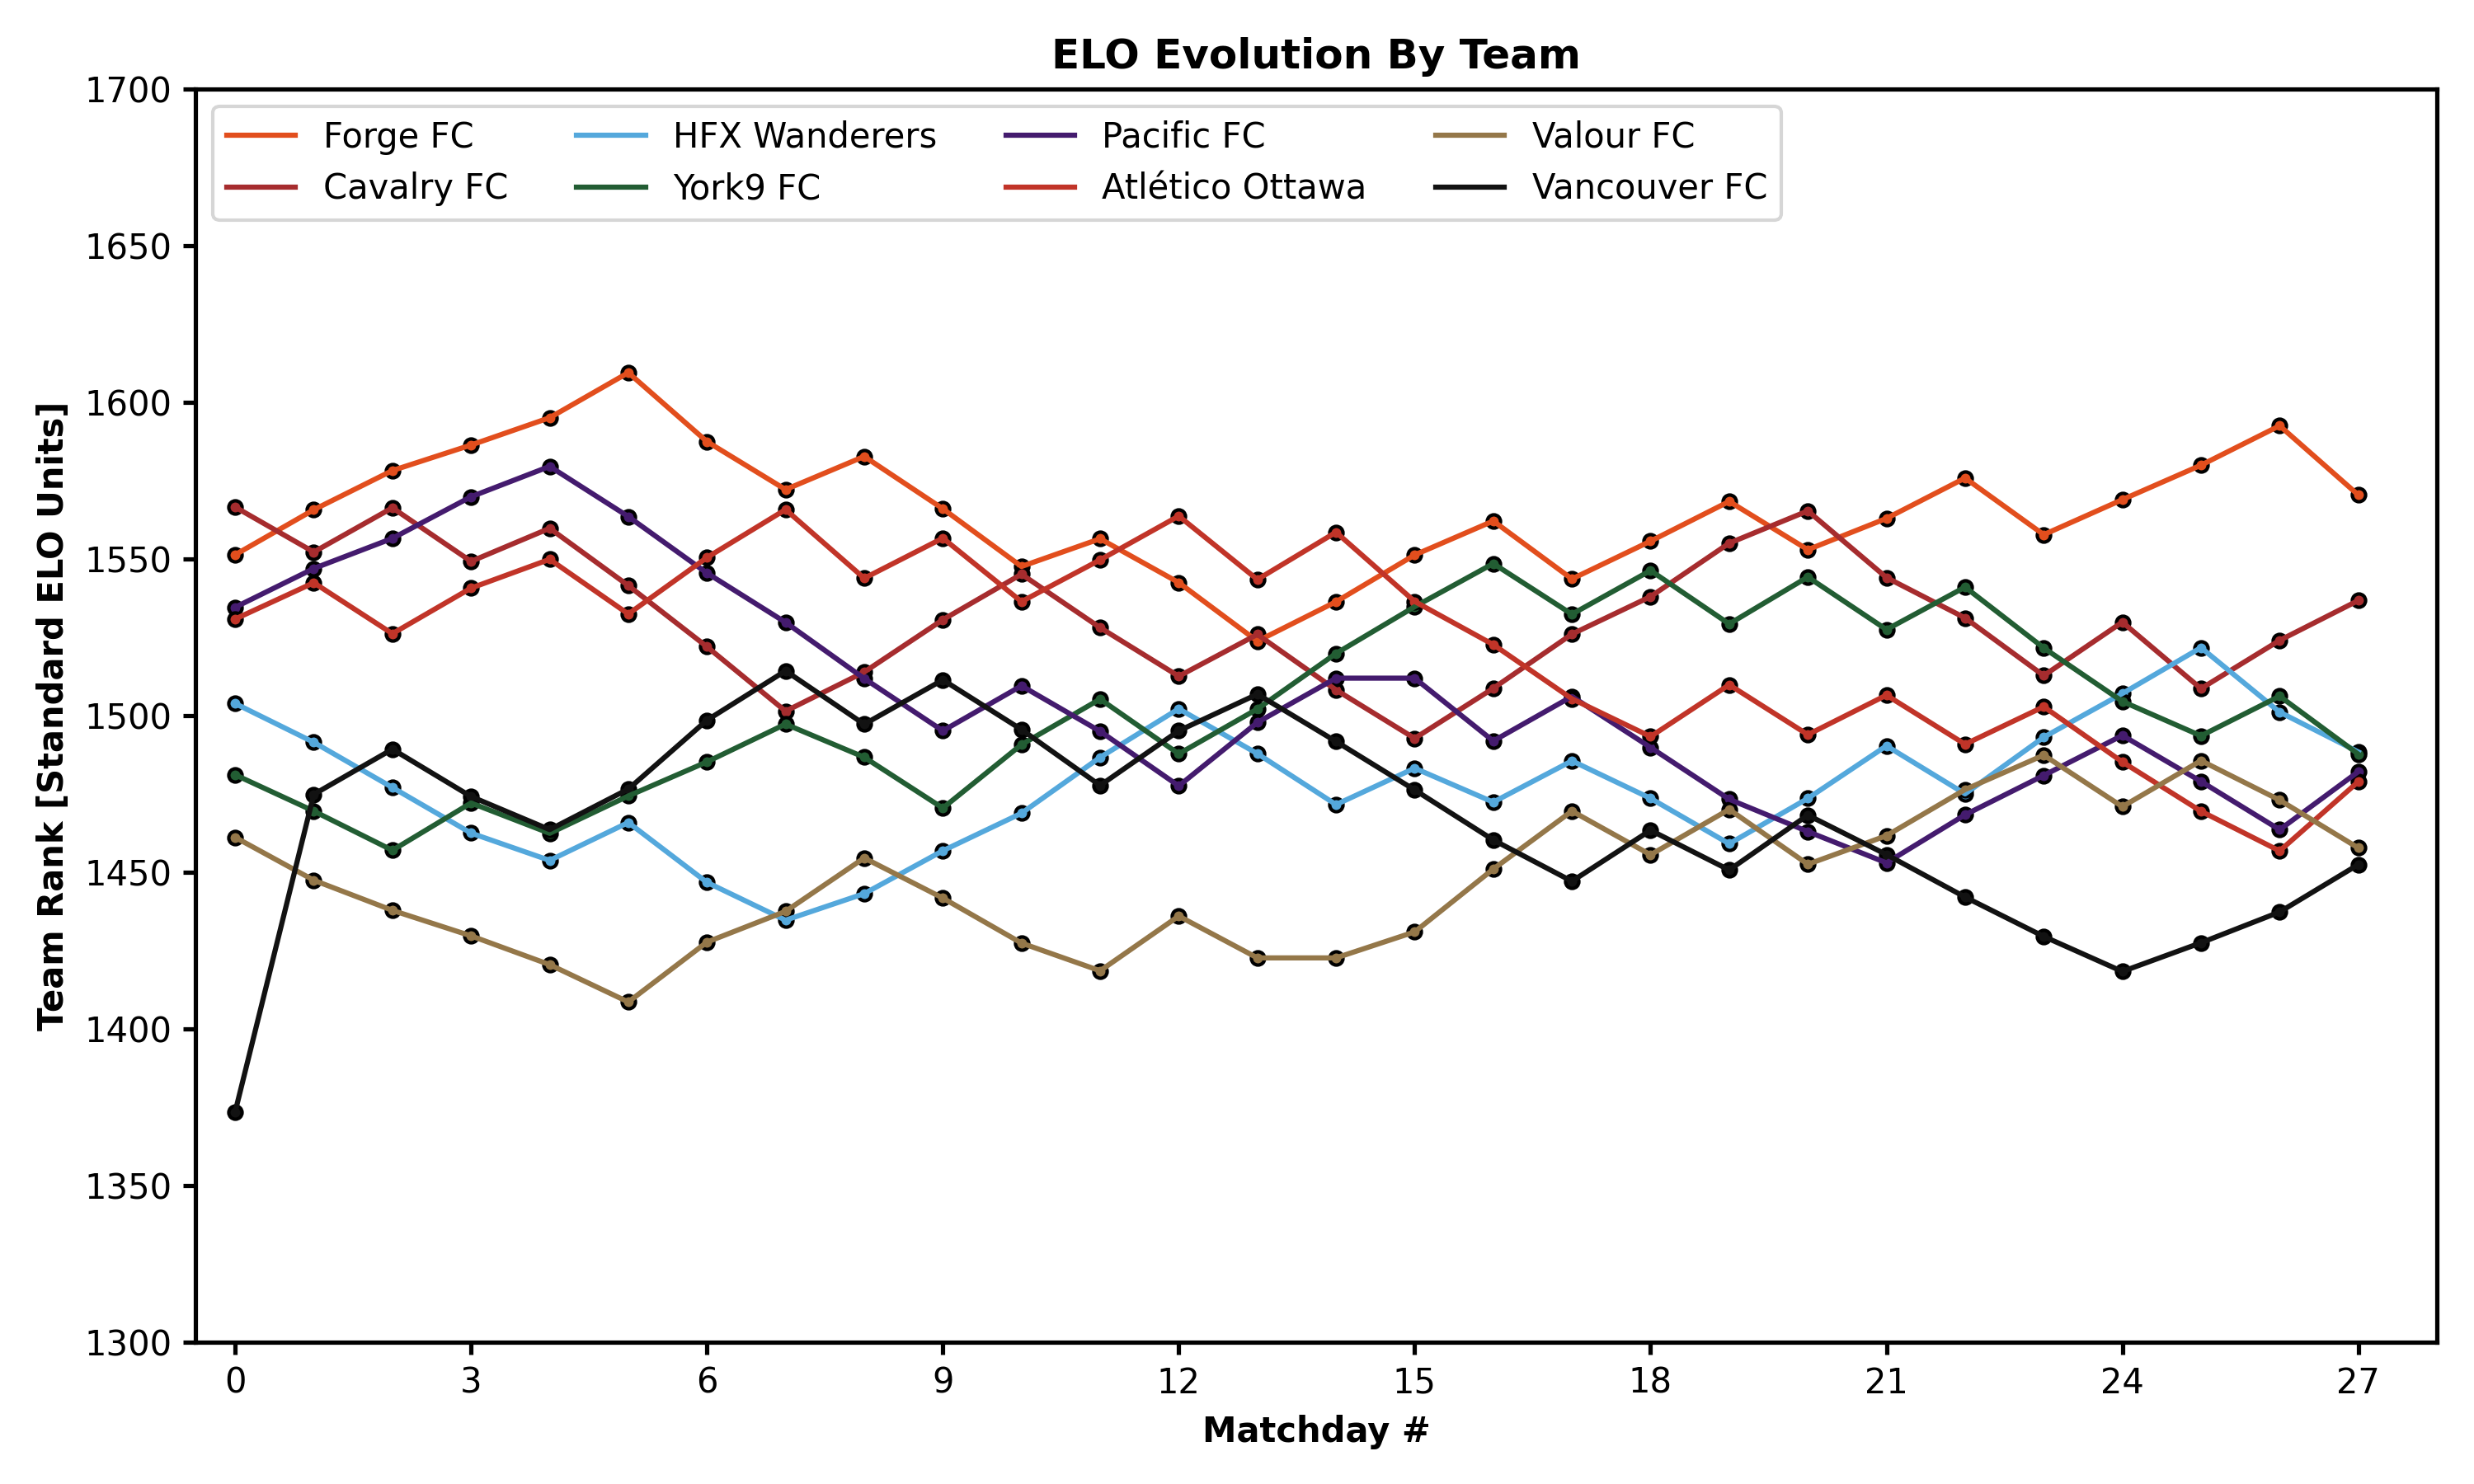 ELO Evolution By Team
Forge FC
Cavalry FC
HFX Wanderers
York9 FC
Pacific FC
Atlético Ottawa
Valour FC
Vancouver FC
Team Rank [Standard ELO Units]
1700
1650
1600
1550
1500
1450
1400
1350
1300
0 3 6 9 12 15 18 21 24 27
Matchday #